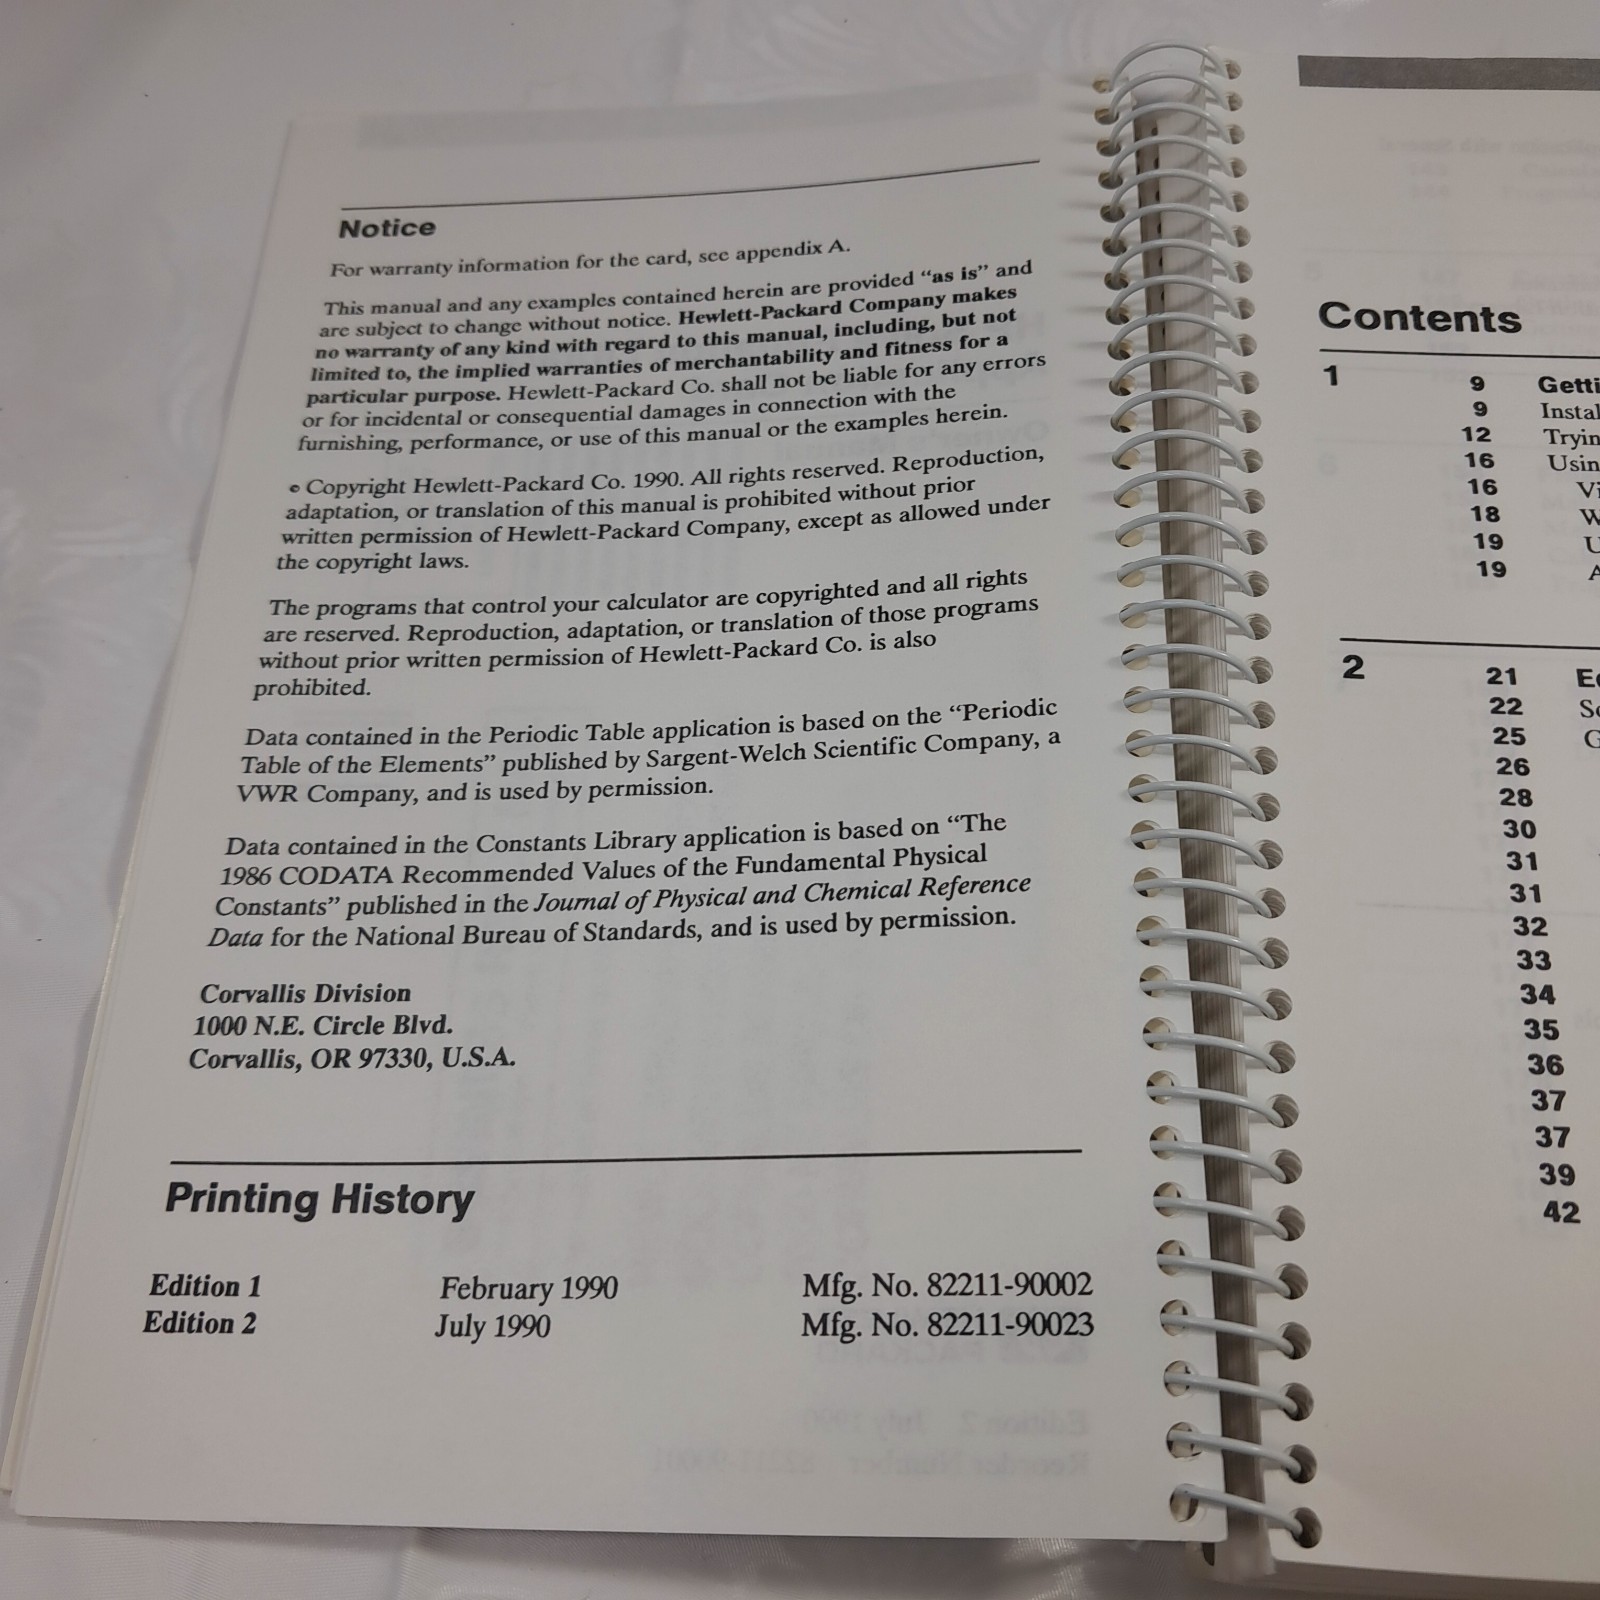 Notice
For warranty information for the card, see appendix A.
This manual and any examples contained herein are provided "as is" and
are subject to change without notice. Hewlett-Packard Company makes
no warranty of any kind with regard to this manual, including, but not
limited to, the implied warranties of merchantability and fitness for a
particular purpose. Hewlett-Packard Co. shall not be liable for any errors
or for incidental or consequential damages in connection with the
furnishing, performance, or use of this manual or the examples herein.
© Copyright Hewlett-Packard Co. 1990. All rights reserved. Reproduction,
adaptation, or translation of this manual is prohibited without prior
written permission of Hewlett-Packard Company, except as allowed under
the copyright laws.
The programs that control your calculator are copyrighted and all rights
are reserved. Reproduction, adaptation, or translation of those programs
without prior written permission of Hewlett-Packard Co. is also
prohibited.
Data contained in the Periodic Table application is based on the "Periodic
Table of the Elements" published by Sargent-Welch Scientific Company, a
VWR Company, and is used by permission.
Data contained in the Constants Library application is based on "The
1986 CODATA Recommended Values of the Fundamental Physical
Constants" published in the Journal of Physical and Chemical Reference
Data for the National Bureau of Standards, and is used by permission.
Corvallis Division
1000 N.E. Circle Blvd.
Corvallis, OR 97330, U.S.A.
Printing History
Edition 1 February 1990 Mfg. No. 82211-90002
Edition 2 July 1990 Mfg. No. 82211-90023
Contents
1 9 Getti
9 Instal
12 Tryin
16 Usin
16 Vi
18 W
19 U
19 A
2 21
22
25 G
26
28
30
31
31
32
33
34
35
36
37
37
39
42